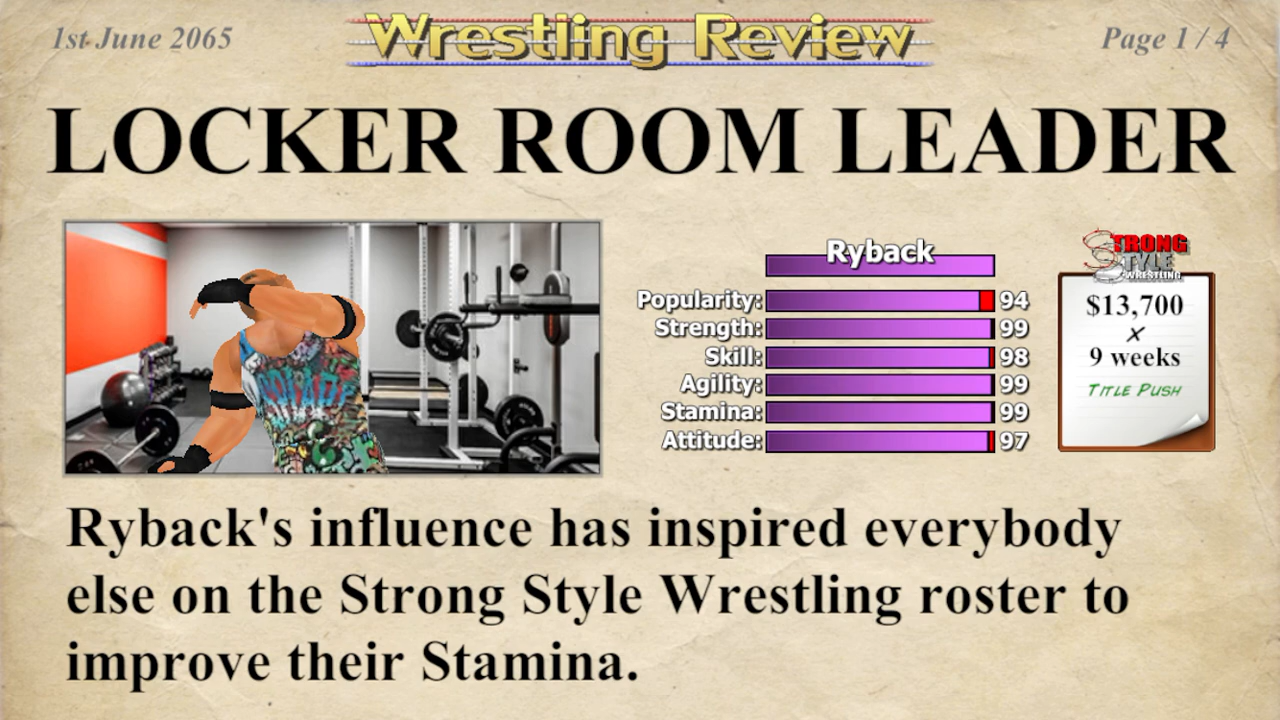 1st June 2065
Wrestling Review
Page 1 / 4
LOCKER ROOM LEADER
Ryback
Popularity: 94
Strength: 99
Skill: 98
Agility: 99
Stamina: 99
Attitude: 97
STRONG
STYLE
WRESTLING
$13,700
x
9 weeks
TITLE PUSH
Ryback's influence has inspired everybody
else on the Strong Style Wrestling roster to
improve their Stamina.